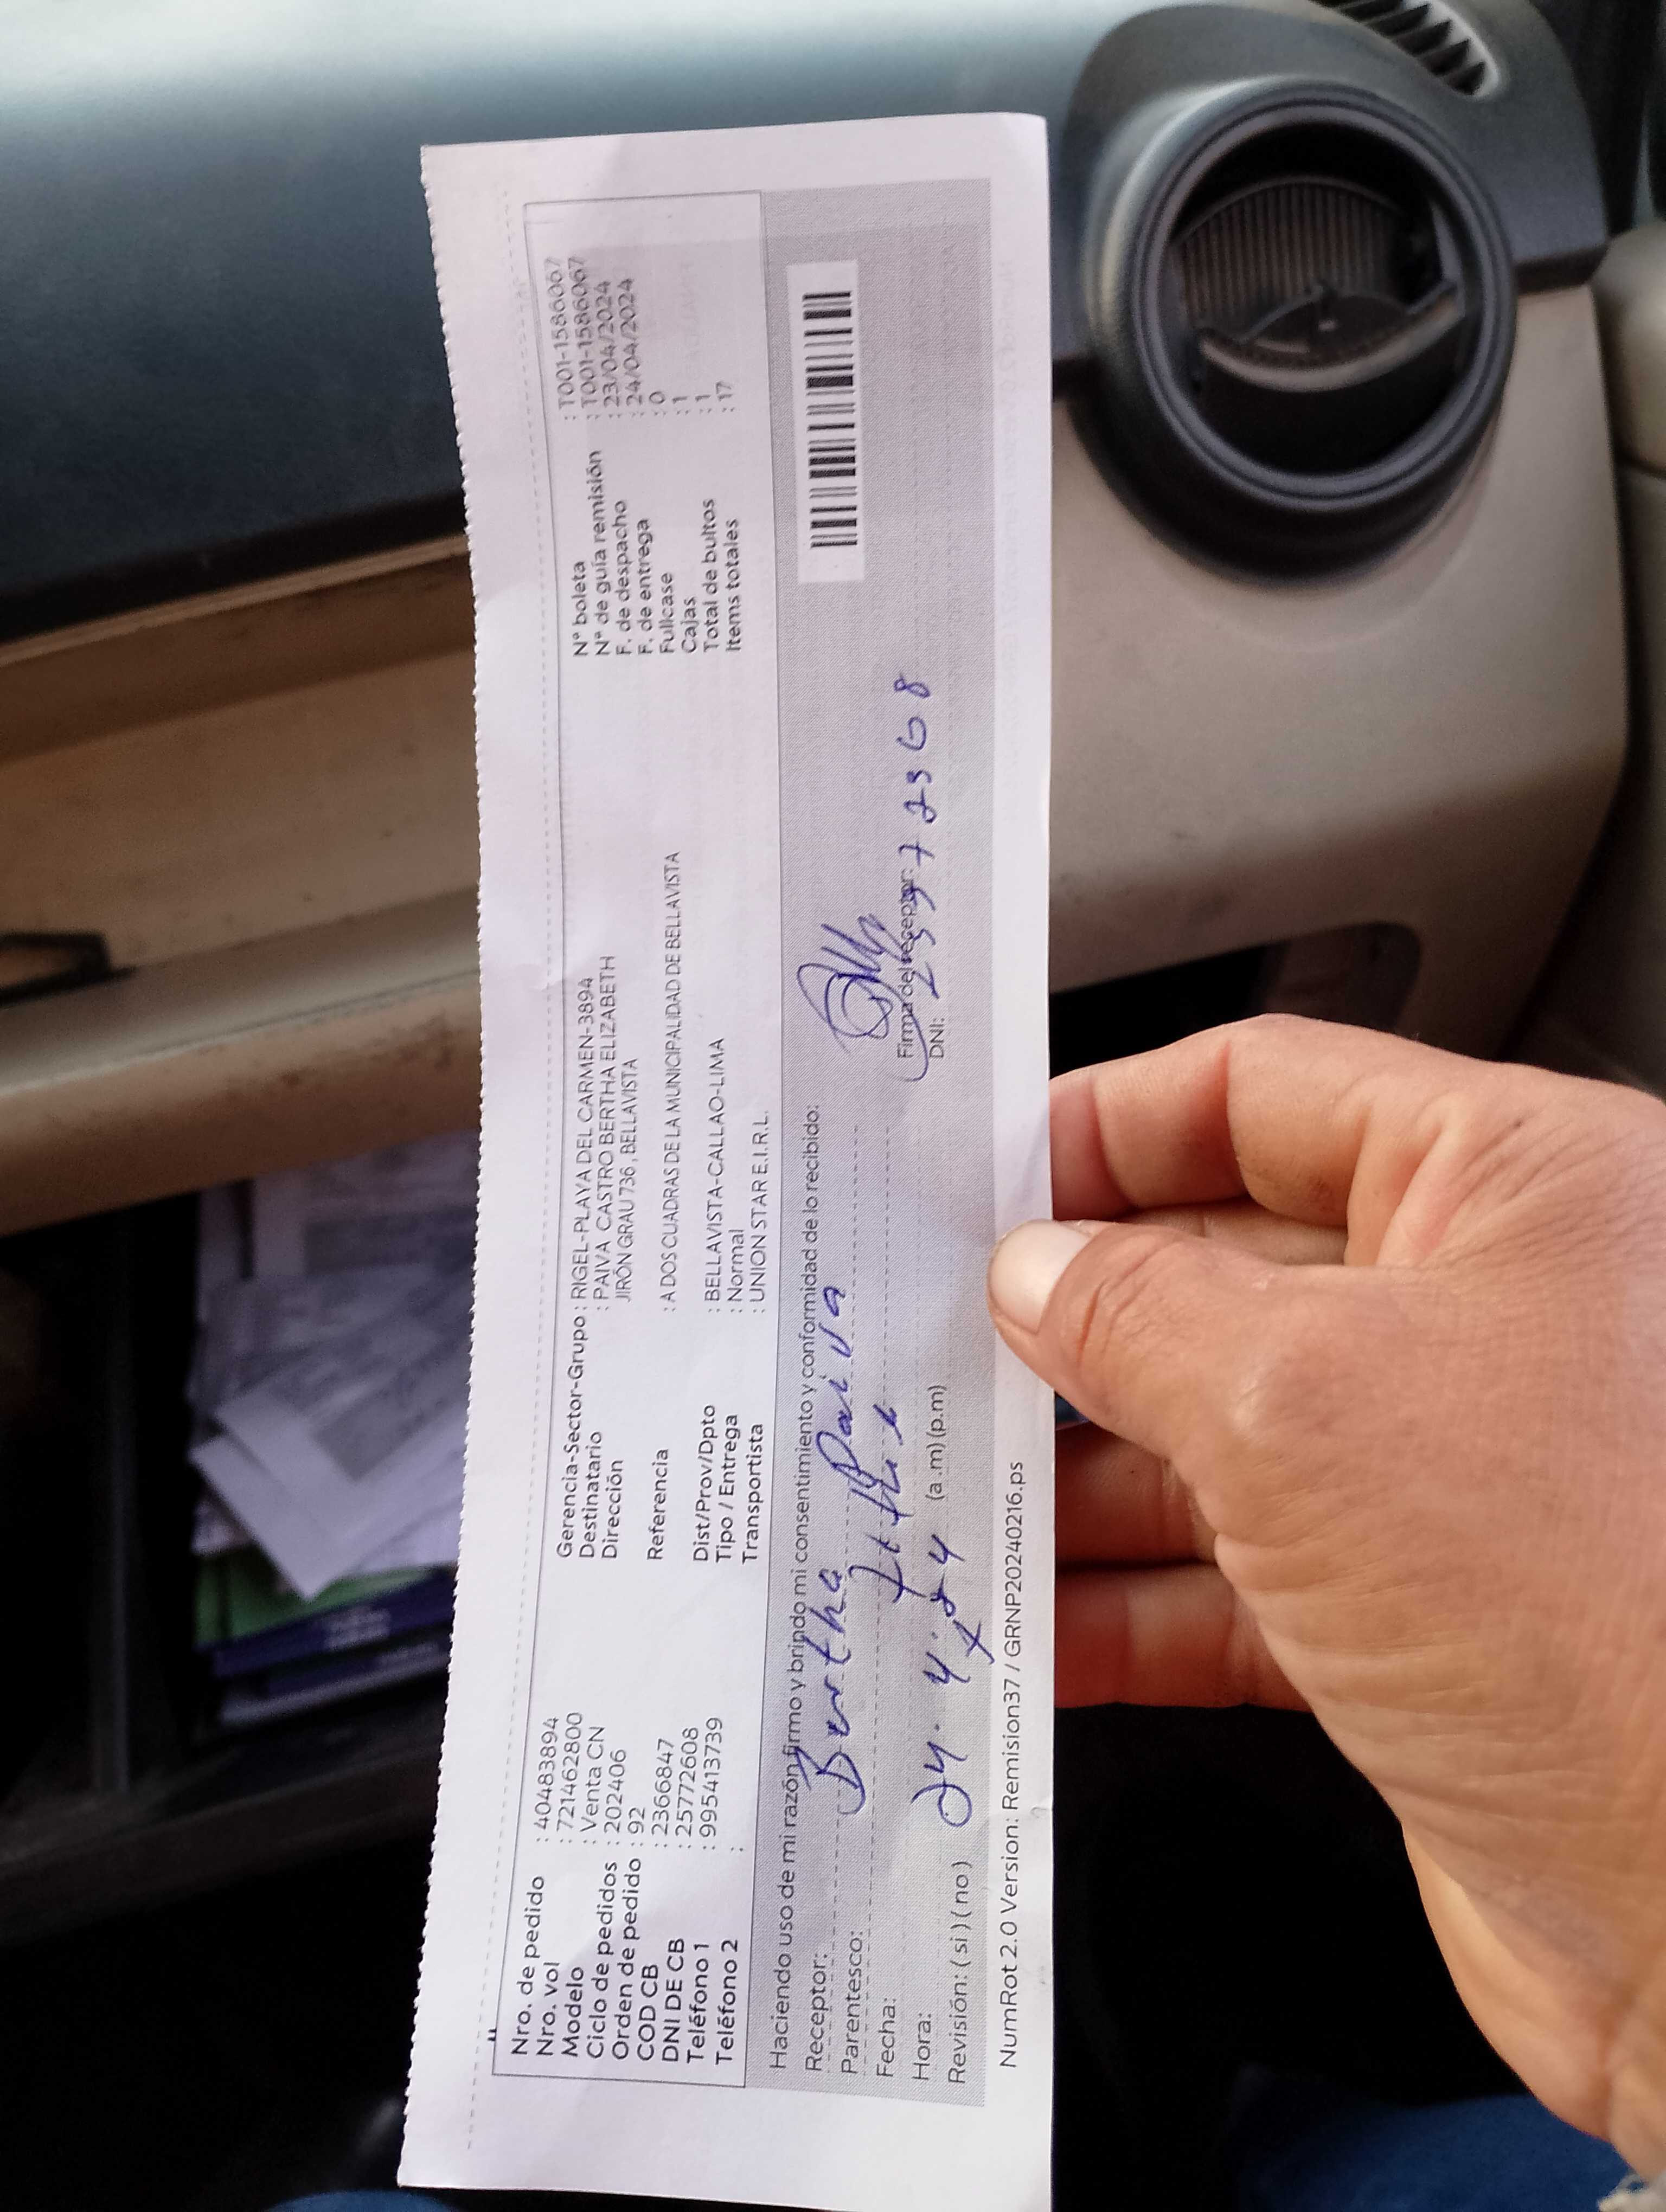 Nro. de pedido : 40483894
Nro. vol : 721462800
Modelo : Venta CN
Ciclo de pedidos : 202406
Orden de pedido : 92
COD CB : 2366847
DNI DE CB : 25772608
Teléfono 1 : 995413739
Teléfono 2 :
Gerencia-Sector-Grupo : RIGEL-PLAYA DEL CARMEN-3894
Destinatario : PAIVA CASTRO BERTHA ELIZABETH
Dirección JIRÓN GRAU 736 , BELLAVISTA
Referencia : A DOS CUADRAS DE LA MUNICIPALIDAD DE BELLAVISTA
Dist/Prov/Dpto : BELLAVISTA-CALLAO-LIMA
Tipo / Entrega : Normal
Transportista : UNION STAR E.I.R.L.
N° boleta : T001-1586067
N° de guía remisión : T001-1586067
F. de despacho : 23/04/2024
F. de entrega : 24/04/2024
Fullcase : 0
Cajas : 1
Total de bultos : 1
Items totales : 17
Haciendo uso de mi razón firmo y brindo mi consentimiento y conformidad de lo recibido:
Receptor: Bertha Paiva
Parentesco:
Fecha: 24. 4. 24
Hora: (a.m) (p.m)
Revisión: ( si ) ( no )
Firma del receptor:
DNI:
NumRot 2.0 Version: Remision37 / GRNP20240216.ps